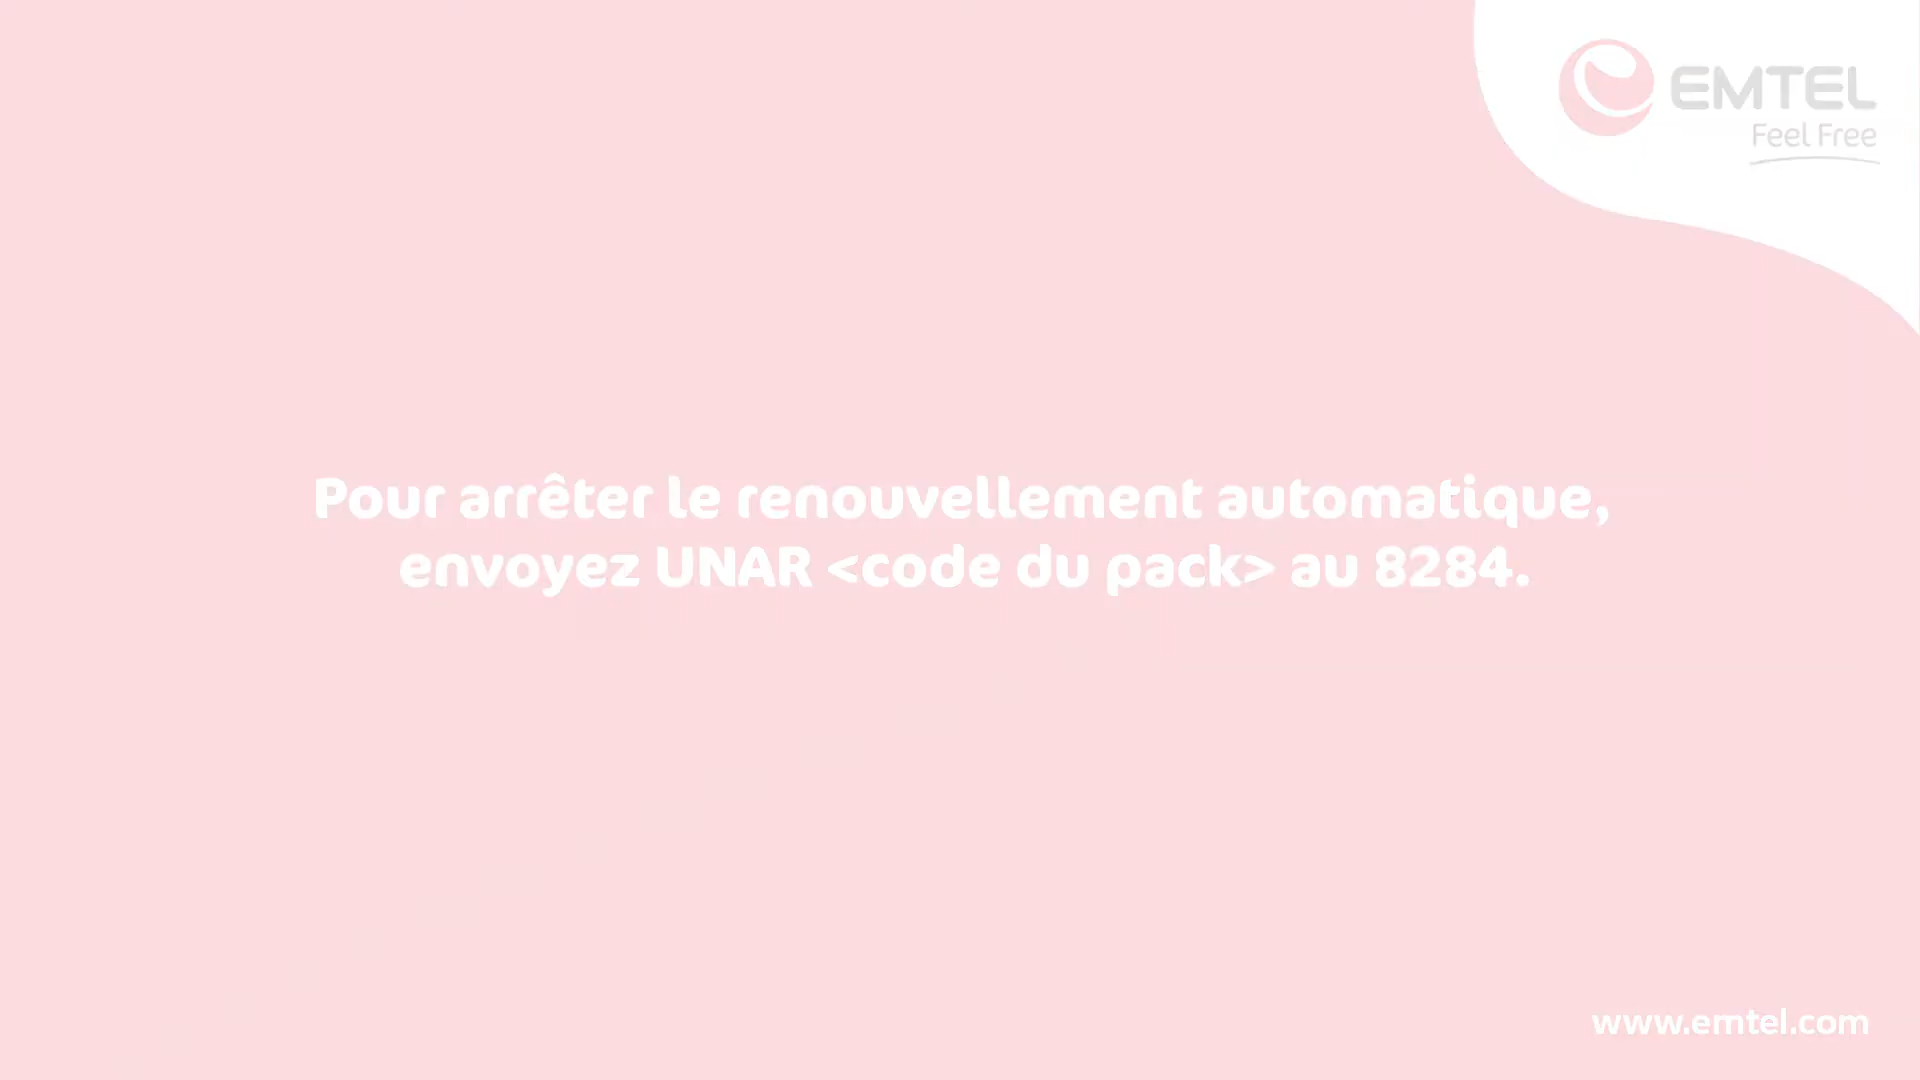 EMTEL
Feel Free
Pour arrêter le renouvellement automatique,
envoyez UNAR <code du pack> au 8284.
www.emtel.com